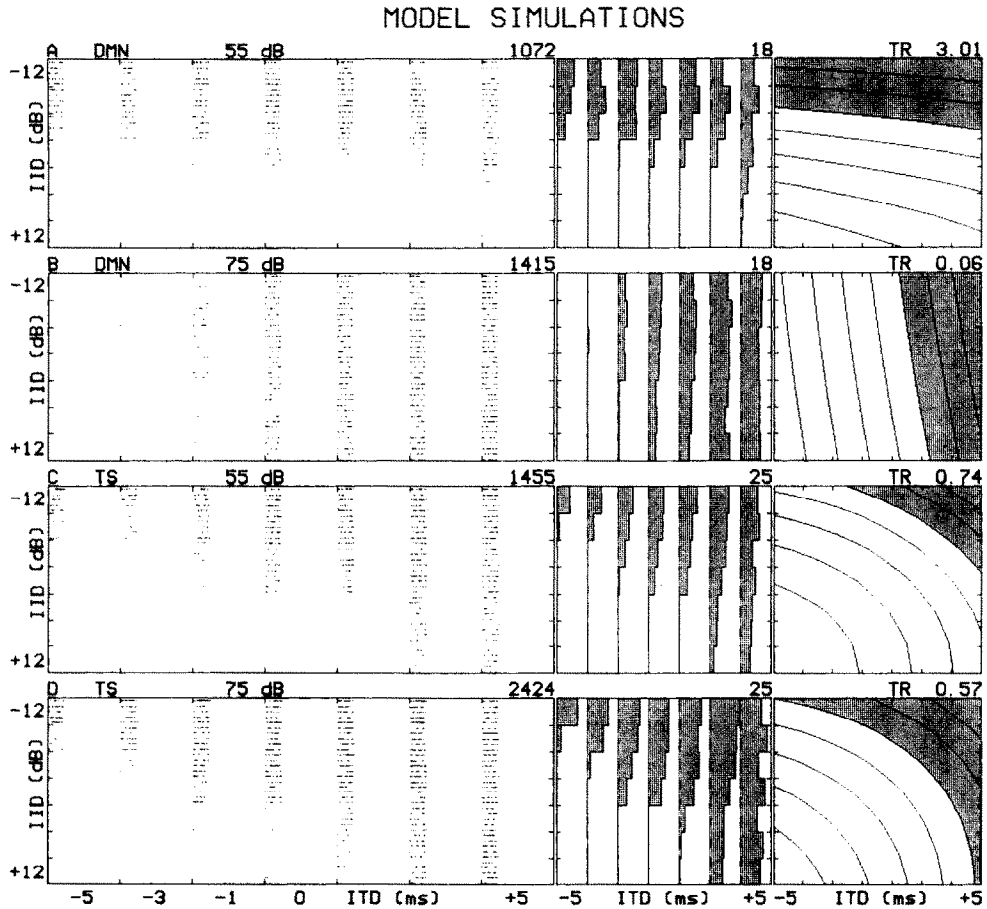 MODEL SIMULATIONS
A DMN 55 dB 1072 18 TR 3.01
-12
IID (dB)
+12
B DMN 75 dB 1415 18 TR 0.06
-12
IID (dB)
+12
C TS 55 dB 1455 25 TR 0.74
-12
IID (dB)
+12
D TS 75 dB 2424 25 TR 0.57
-12
IID (dB)
+12
-5 -3 -1 0 ITD (ms) +5 -5 ITD (ms) +5 -5 ITD (ms) +5